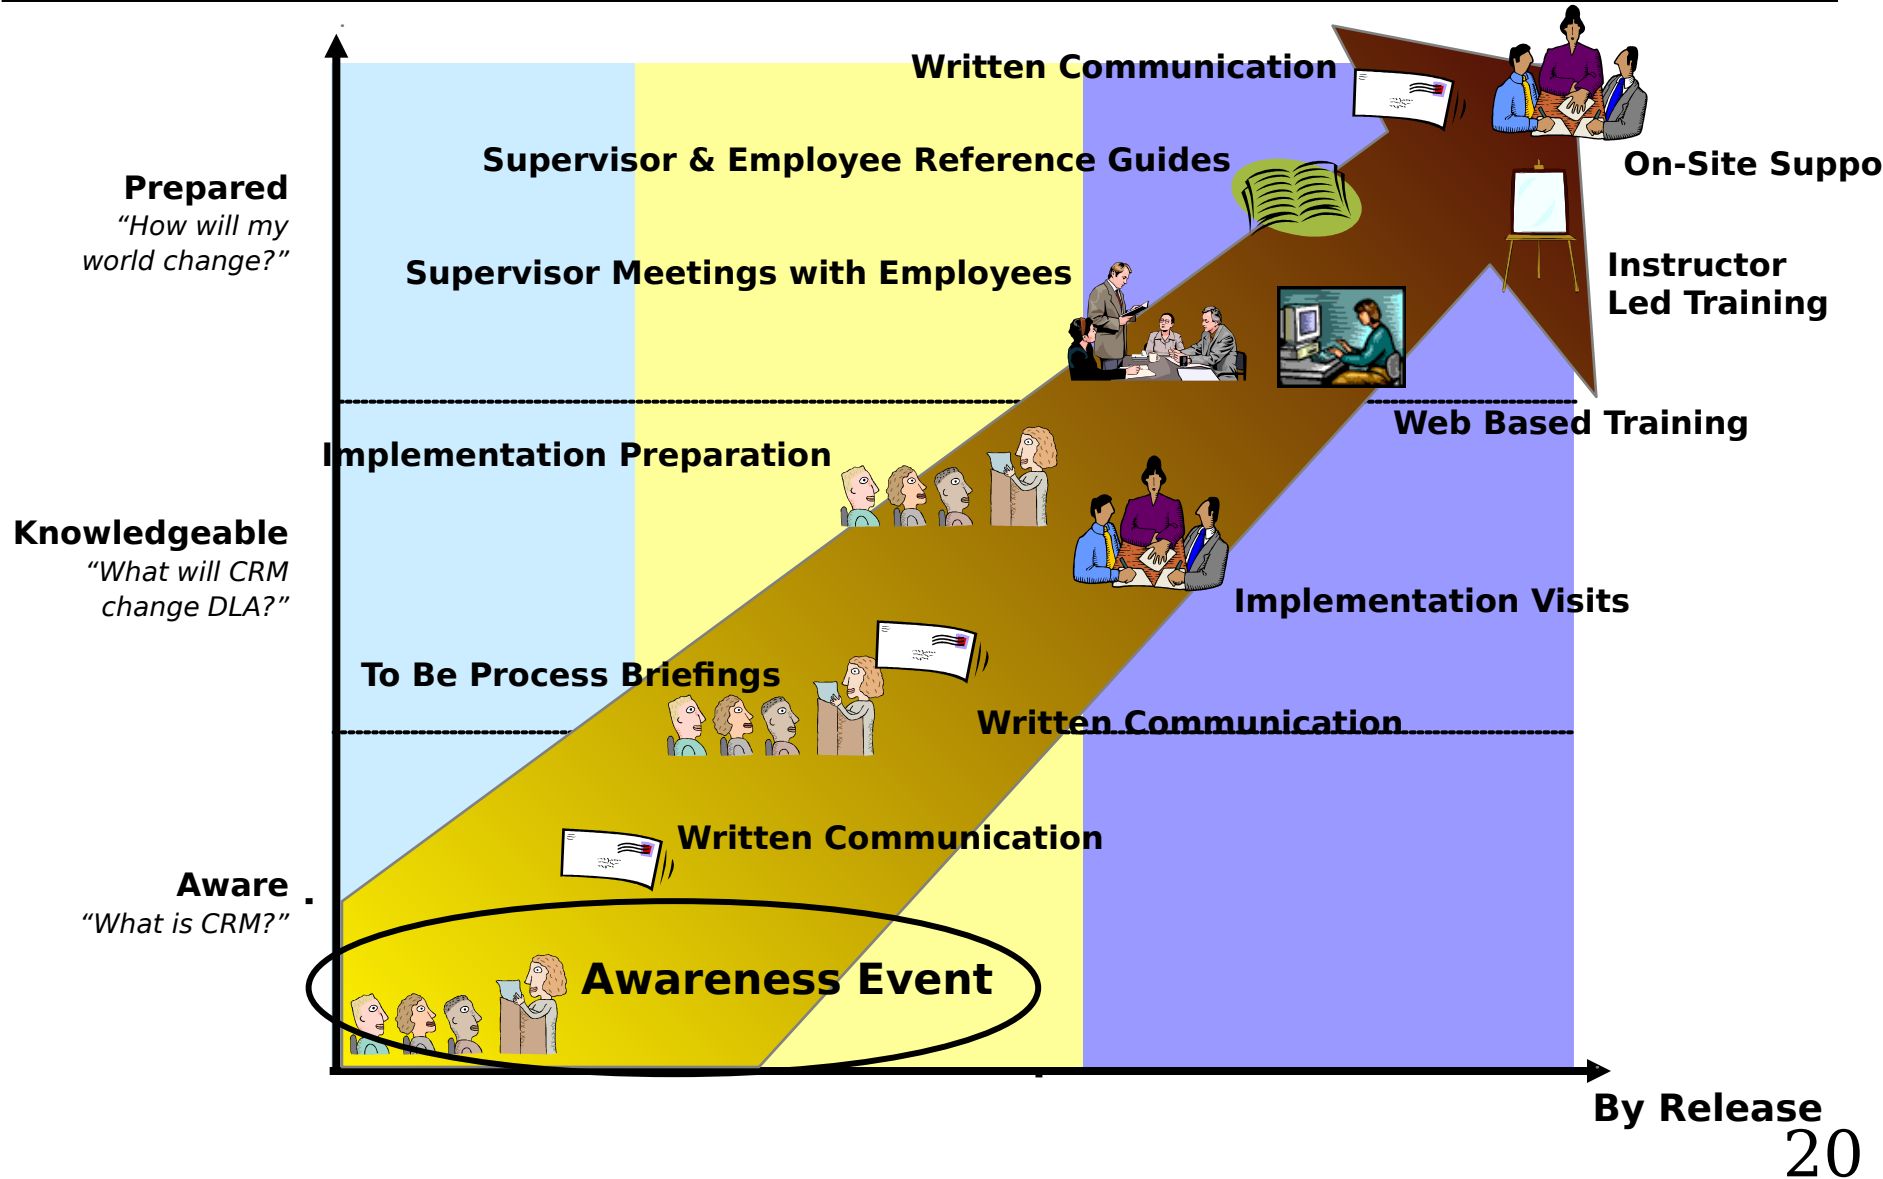 Written Communication
Supervisor & Employee Reference Guides
On-Site Suppo
Prepared
“How will my
world change?”
Supervisor Meetings with Employees
Instructor
Led Training
Web Based Training
Implementation Preparation
Knowledgeable
“What will CRM
change DLA?”
Implementation Visits
To Be Process Briefings
Written Communication
Written Communication
Aware
“What is CRM?”
Awareness Event
By Release
20